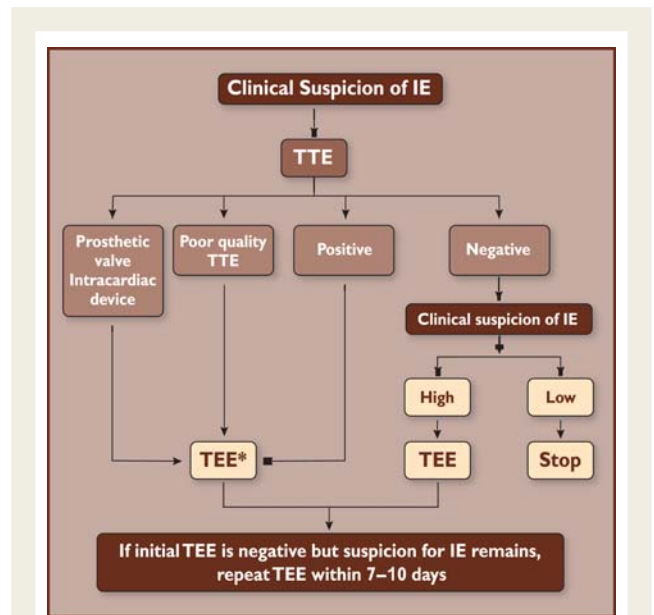 Clinical Suspicion of IE
TTE
Prosthetic
valve
Intracardiac
device
Poor quality
TTE
Positive
Negative
Clinical suspicion of IE
High
Low
TEE*
TEE
Stop
If initial TEE is negative but suspicion for IE remains,
repeat TEE within 7–10 days